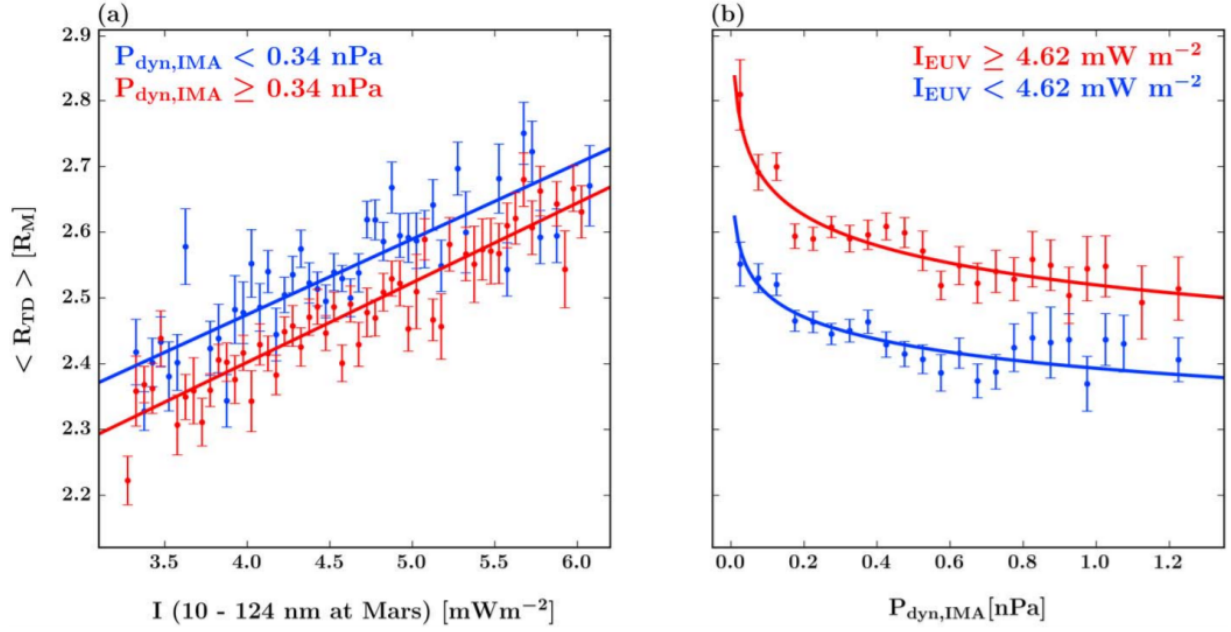 (a)
(b)
2.9
2.8
2.7
2.6
2.5
2.4
2.3
2.2
< R_TD > [R_M]
P_dyn,IMA < 0.34 nPa
P_dyn,IMA ≥ 0.34 nPa
I_EUV ≥ 4.62 mW m⁻²
I_EUV < 4.62 mW m⁻²
3.5 4.0 4.5 5.0 5.5 6.0
0.0 0.2 0.4 0.6 0.8 1.0 1.2
I (10 - 124 nm at Mars) [mWm⁻²]
P_dyn,IMA[nPa]